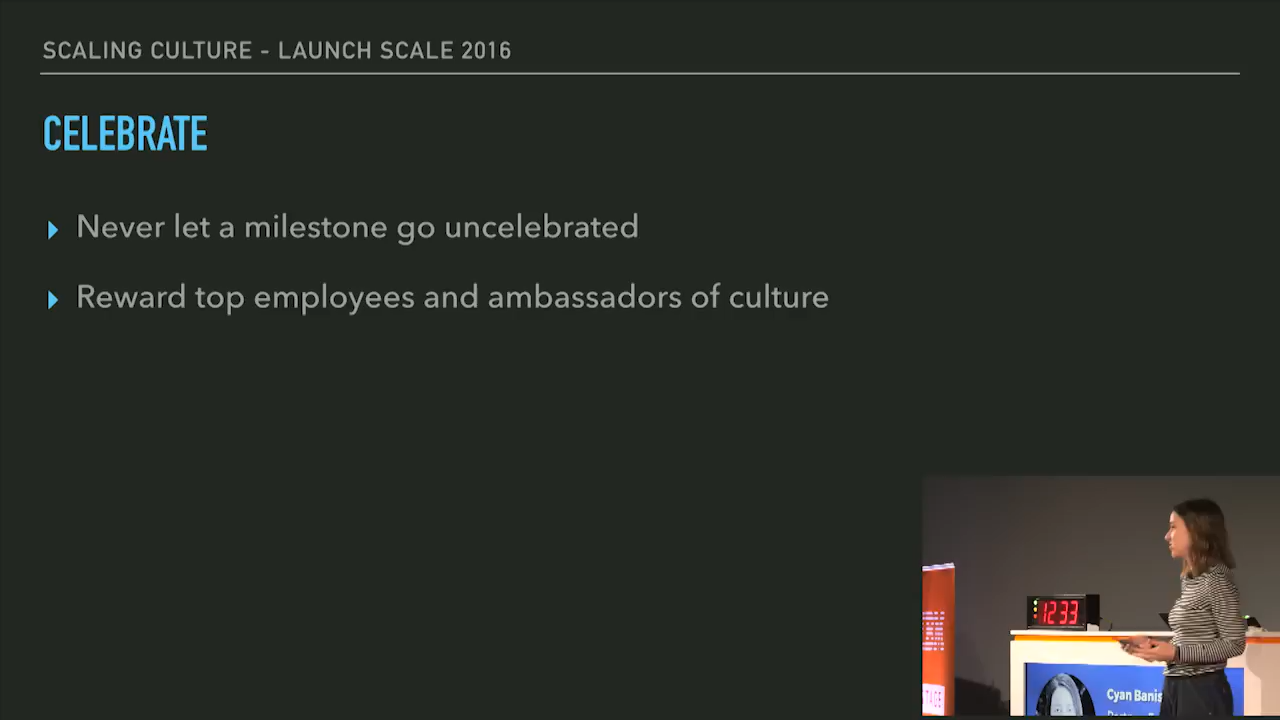 SCALING CULTURE - LAUNCH SCALE 2016
CELEBRATE
Never let a milestone go uncelebrated
Reward top employees and ambassadors of culture
12 33
Cyan Banis
TAGE